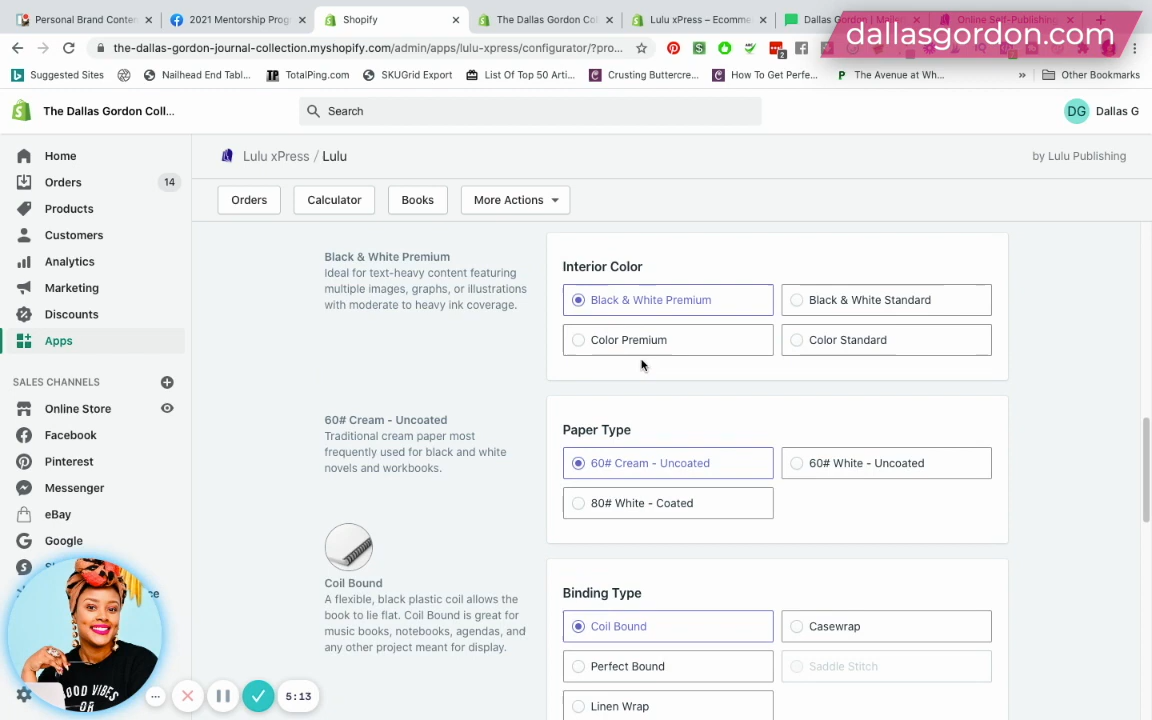 Personal Brand Conte
2021 Mentorship Prog
Shopify
The Dallas Gordon Co
Lulu xPress – Ecomme
Dallas Gordon | Maile
Online Self-Publishing
dallasgordon.com
the-dallas-gordon-journal-collection.myshopify.com/admin/apps/lulu-xpress/configurator/?pro...
Suggested Sites
Nailhead End Tabl...
TotalPing.com
SKUGrid Export
List Of Top 50 Arti...
Crusting Buttercre...
How To Get Perfe...
The Avenue at Wh...
»
Other Bookmarks
The Dallas Gordon Coll...
Search
DG
Dallas G
Home
Orders
14
Products
Customers
Analytics
Marketing
Discounts
Apps
SALES CHANNELS
Online Store
Facebook
Pinterest
Messenger
eBay
Google
Lulu xPress / Lulu
by Lulu Publishing
Orders
Calculator
Books
More Actions
Black & White Premium
Ideal for text-heavy content featuring
multiple images, graphs, or illustrations
with moderate to heavy ink coverage.
Interior Color
Black & White Premium
Black & White Standard
Color Premium
Color Standard
60# Cream - Uncoated
Traditional cream paper most
frequently used for black and white
novels and workbooks.
Paper Type
60# Cream - Uncoated
60# White - Uncoated
80# White - Coated
Coil Bound
A flexible, black plastic coil allows the
book to lie flat. Coil Bound is great for
music books, notebooks, agendas, and
any other project meant for display.
Binding Type
Coil Bound
Casewrap
Perfect Bound
Saddle Stitch
Linen Wrap
GOOD VIBES
5:13